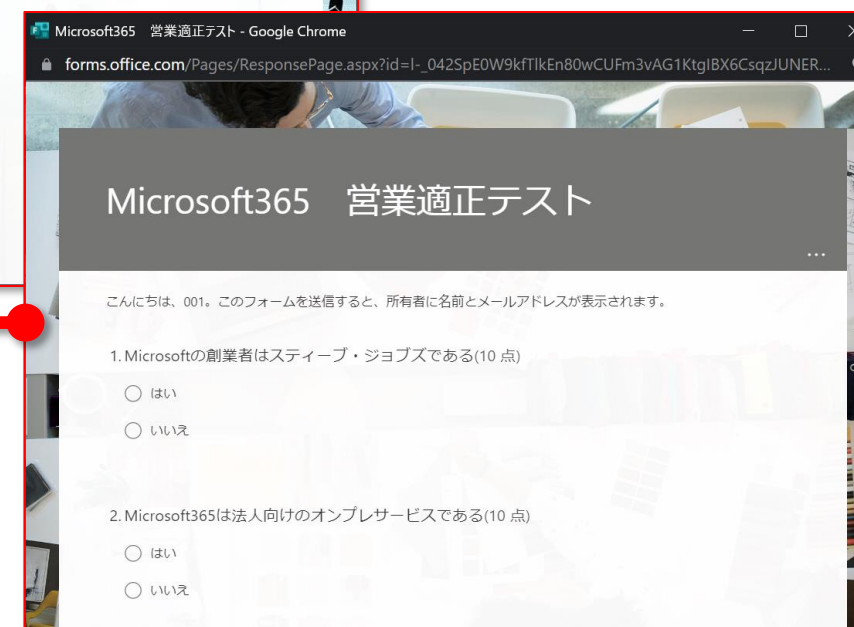 Microsoft365　営業適正テスト - Google Chrome
forms.office.com/Pages/ResponsePage.aspx?id=I-_042SpE0W9kfTlkEn80wCUFm3vAG1KtgIBX6CsqzJUNER...
Microsoft365　営業適正テスト
...
こんにちは、001。このフォームを送信すると、所有者に名前とメールアドレスが表示されます。
1. Microsoftの創業者はスティーブ・ジョブズである(10 点)
はい
いいえ
2. Microsoft365は法人向けのオンプレサービスである(10 点)
はい
いいえ